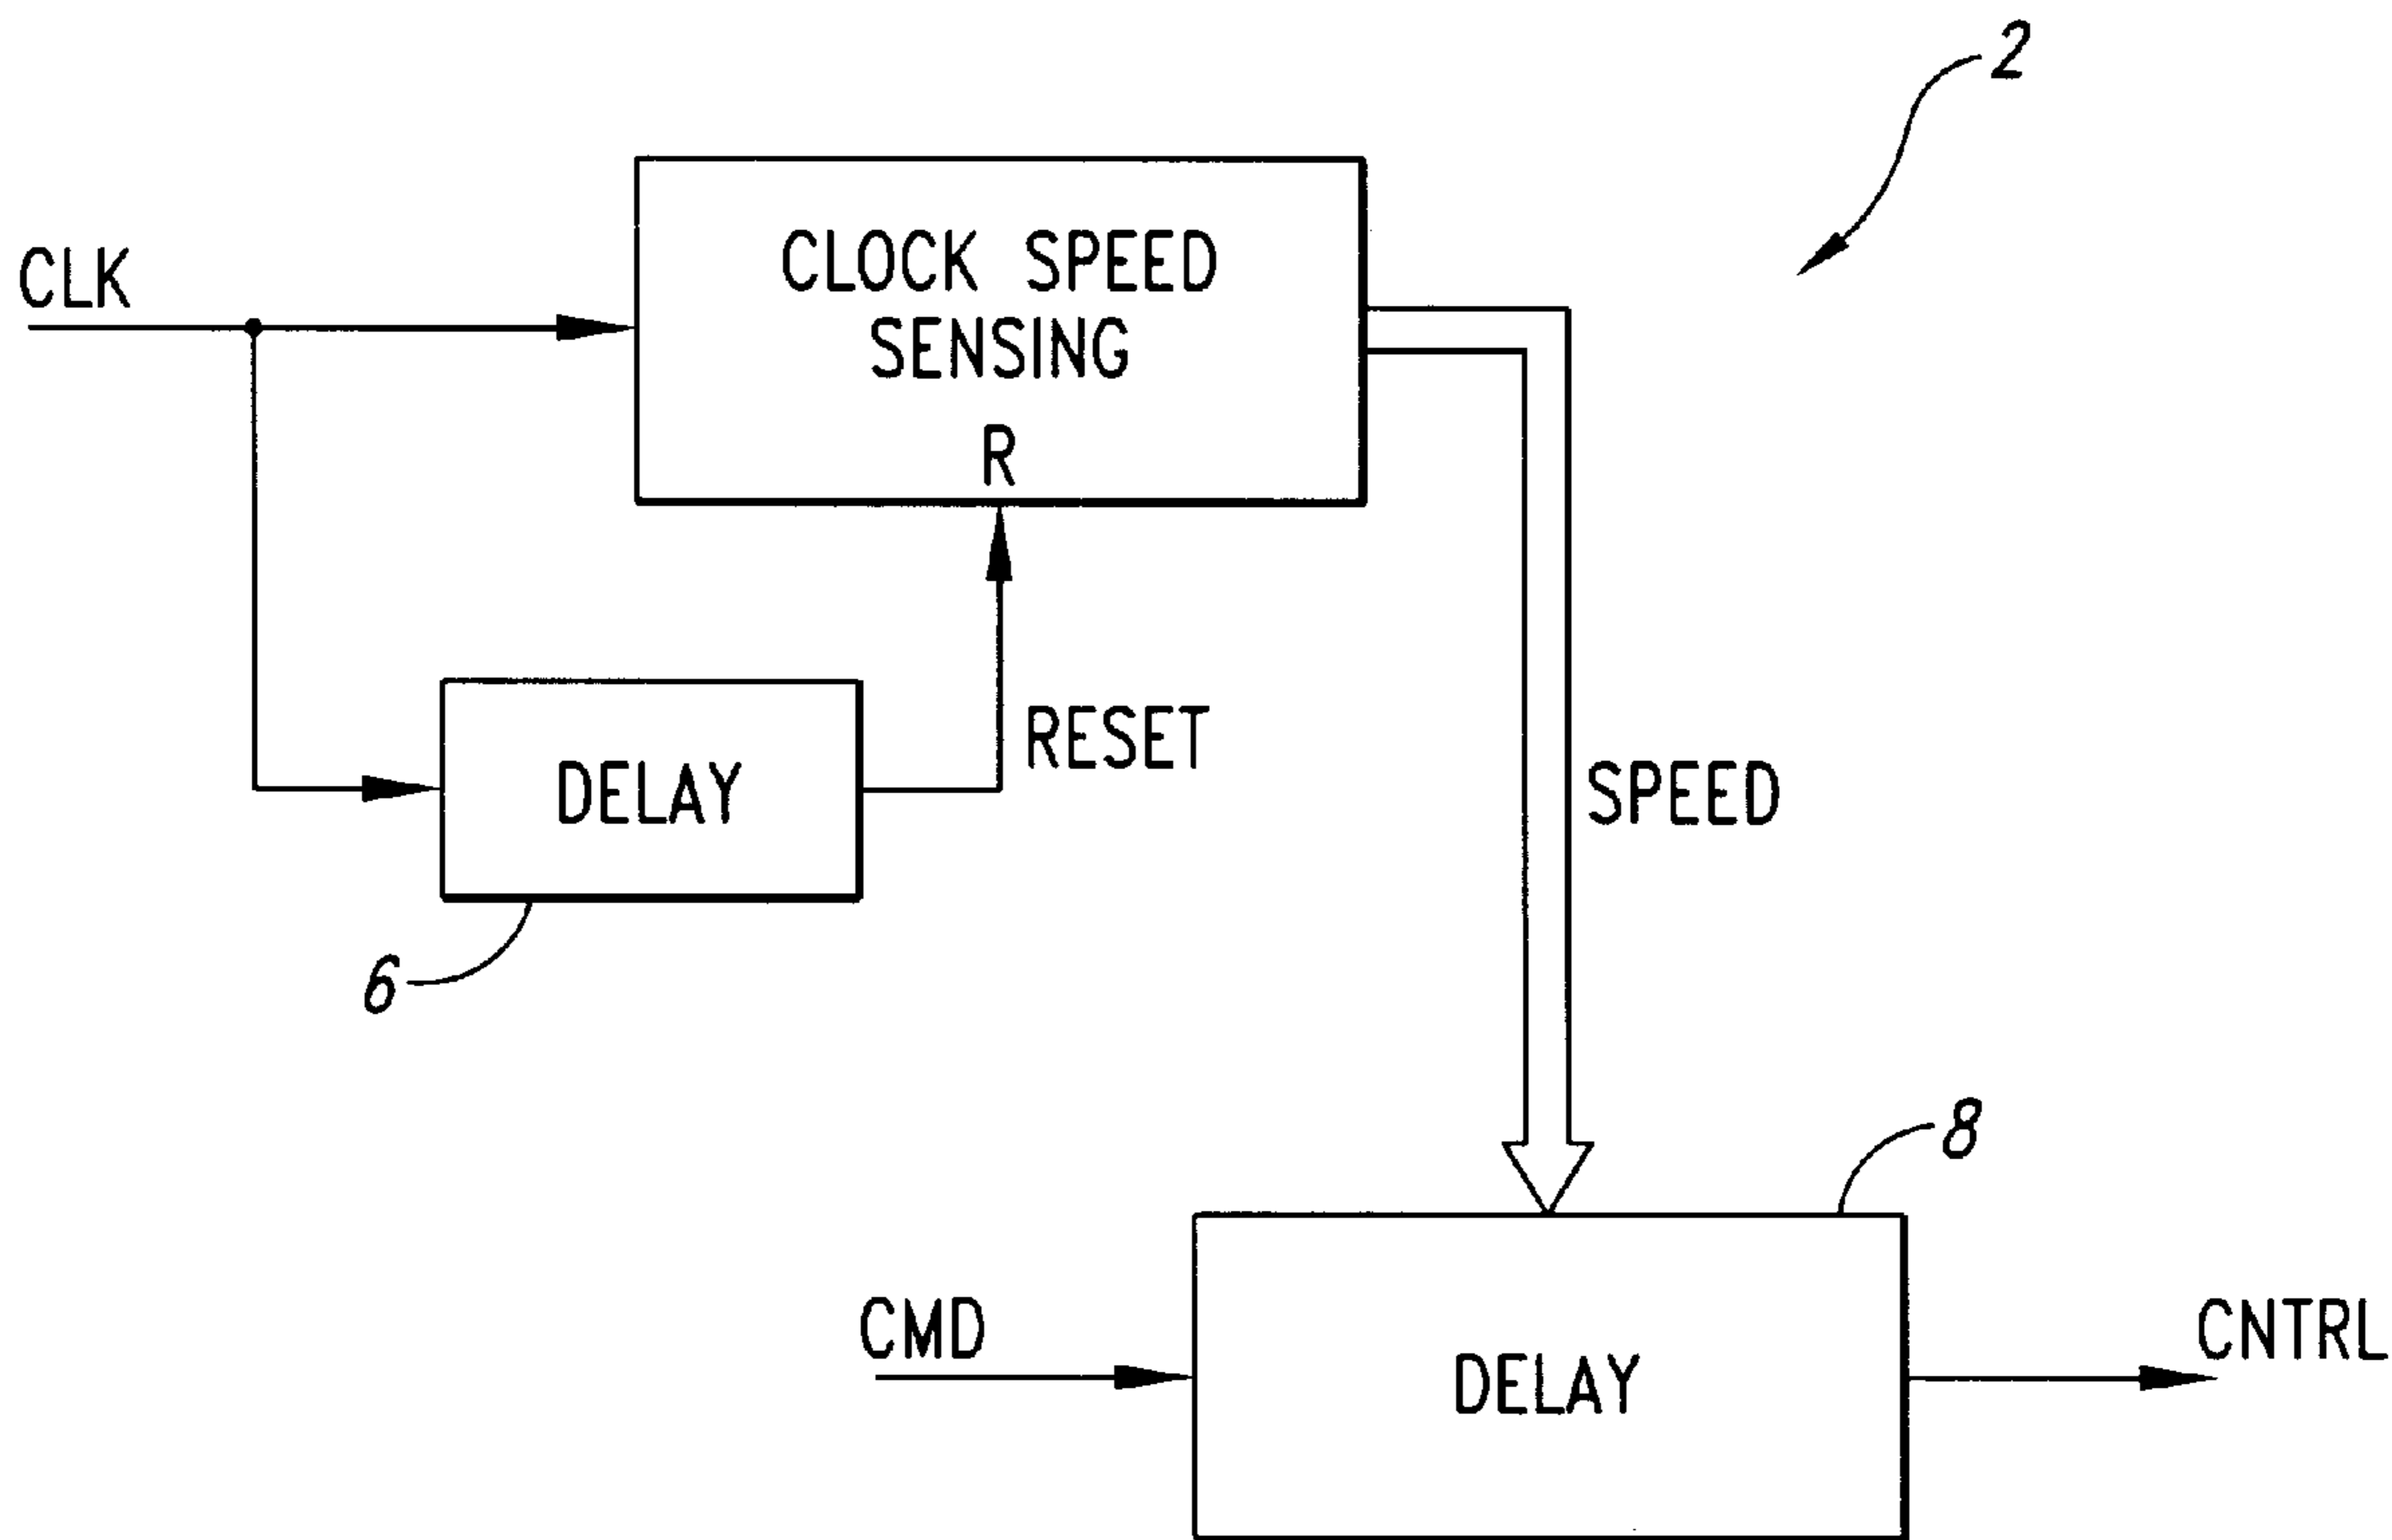 2
CLK
CLOCK SPEED
SENSING
R
RESET
DELAY
SPEED
6
8
CMD
DELAY
CNTRL